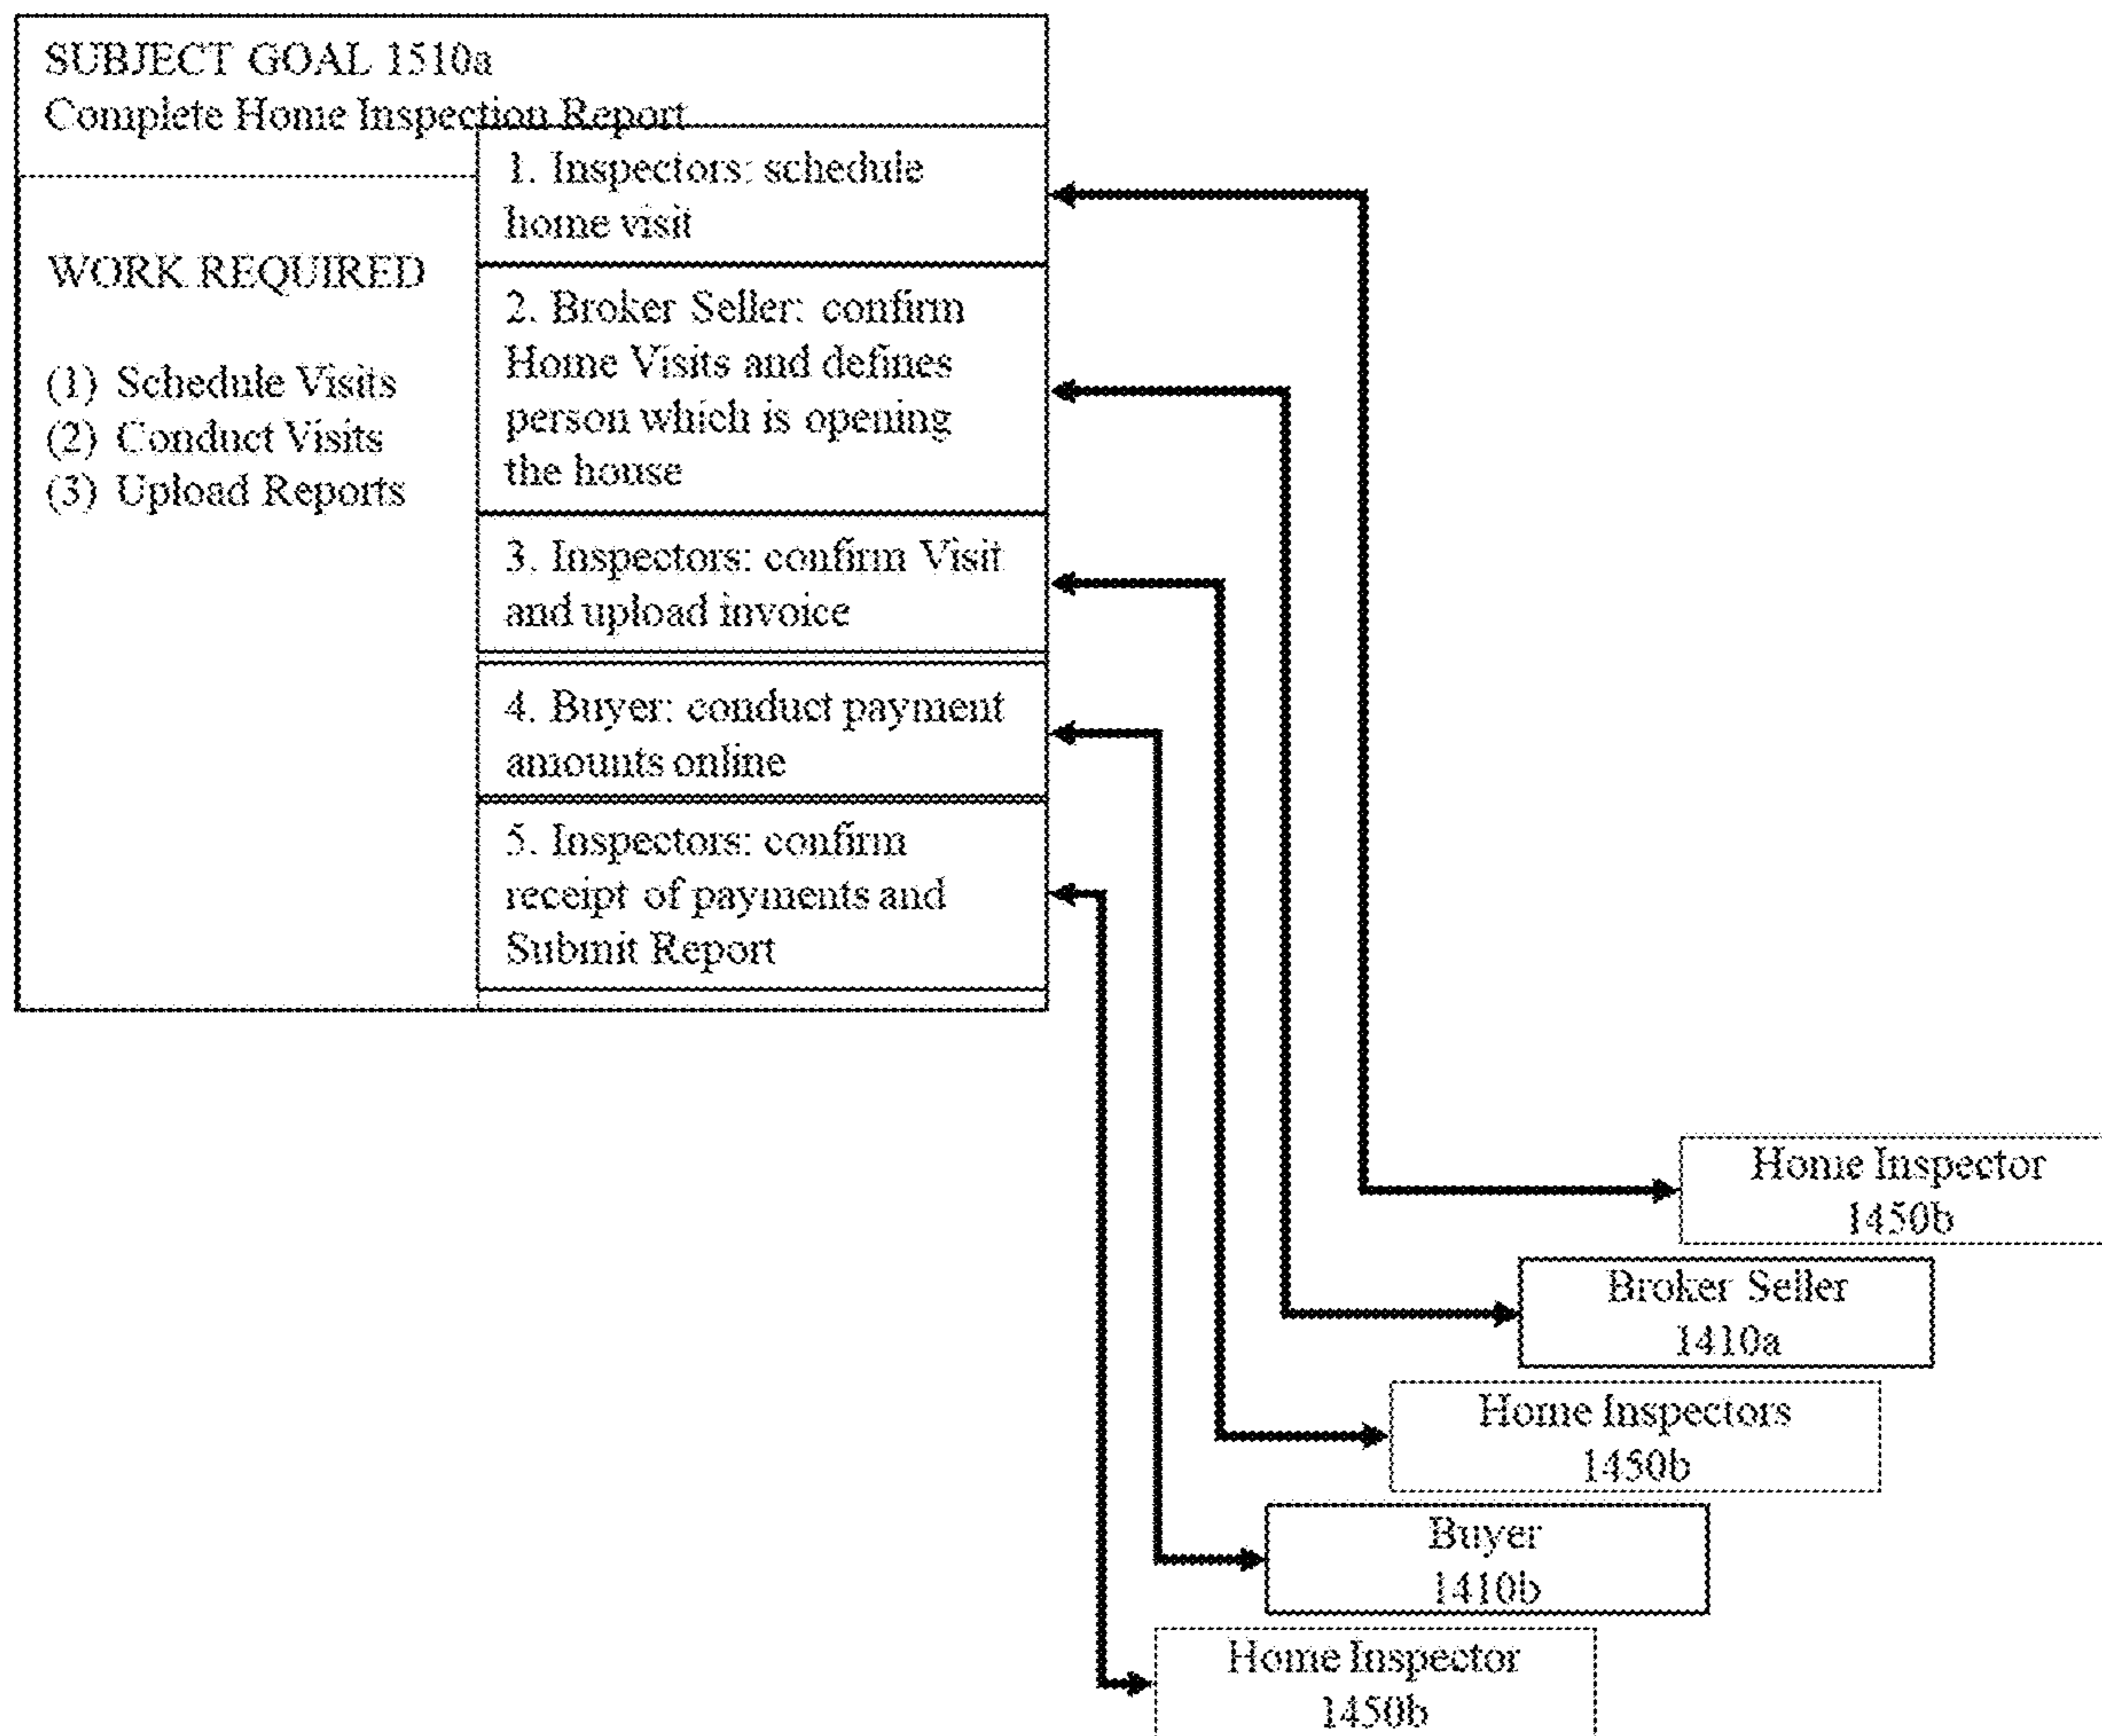 SUBJECT GOAL 1510a
Complete Home Inspection Report
WORK REQUIRED
(1) Schedule Visits
(2) Conduct Visits
(3) Upload Reports
1. Inspectors: schedule
home visit
2. Broker Seller: confirm
Home Visits and defines
person which is opening
the house
3. Inspectors: confirm Visit
and upload invoice
4. Buyer: conduct payment
amounts online
5. Inspectors: confirm
receipt of payments and
Submit Report
Home Inspector
1450b
Broker Seller
1410a
Home Inspectors
1450b
Buyer
1410b
Home Inspector
1450b